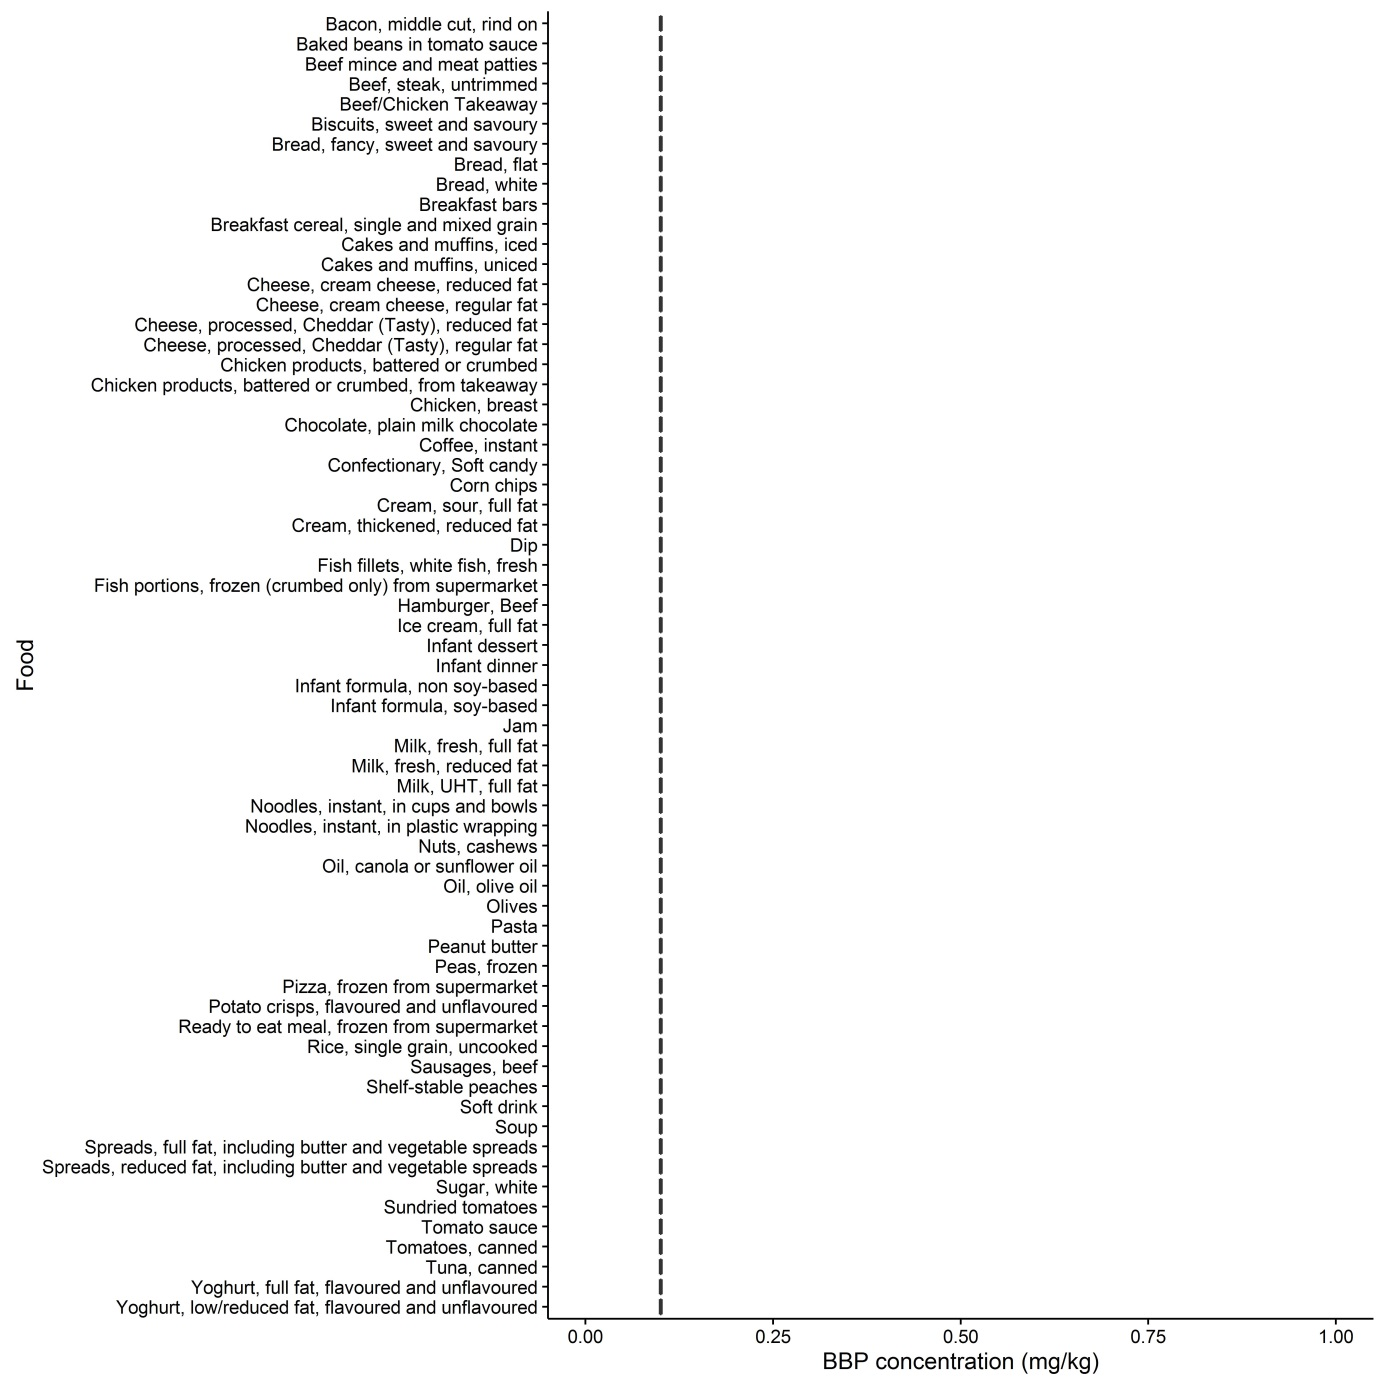 Bacon, middle cut, rind on
Baked beans in tomato sauce
Beef mince and meat patties
Beef, steak, untrimmed
Beef/Chicken Takeaway
Biscuits, sweet and savoury
Bread, fancy, sweet and savoury
Bread, flat
Bread, white
Breakfast bars
Breakfast cereal, single and mixed grain
Cakes and muffins, iced
Cakes and muffins, uniced
Cheese, cream cheese, reduced fat
Cheese, cream cheese, regular fat
Cheese, processed, Cheddar (Tasty), reduced fat
Cheese, processed, Cheddar (Tasty), regular fat
Chicken products, battered or crumbed
Chicken products, battered or crumbed, from takeaway
Chicken, breast
Chocolate, plain milk chocolate
Coffee, instant
Confectionary, Soft candy
Corn chips
Cream, sour, full fat
Cream, thickened, reduced fat
Dip
Fish fillets, white fish, fresh
Fish portions, frozen (crumbed only) from supermarket
Hamburger, Beef
Ice cream, full fat
Infant dessert
Infant dinner
Infant formula, non soy-based
Infant formula, soy-based
Jam
Milk, fresh, full fat
Milk, fresh, reduced fat
Milk, UHT, full fat
Noodles, instant, in cups and bowls
Noodles, instant, in plastic wrapping
Nuts, cashews
Oil, canola or sunflower oil
Oil, olive oil
Olives
Pasta
Peanut butter
Peas, frozen
Pizza, frozen from supermarket
Potato crisps, flavoured and unflavoured
Ready to eat meal, frozen from supermarket
Rice, single grain, uncooked
Sausages, beef
Shelf-stable peaches
Soft drink
Soup
Spreads, full fat, including butter and vegetable spreads
Spreads, reduced fat, including butter and vegetable spreads
Sugar, white
Sundried tomatoes
Tomato sauce
Tomatoes, canned
Tuna, canned
Yoghurt, full fat, flavoured and unflavoured
Yoghurt, low/reduced fat, flavoured and unflavoured
Food
0.00 0.25 0.50 0.75 1.00
BBP concentration (mg/kg)